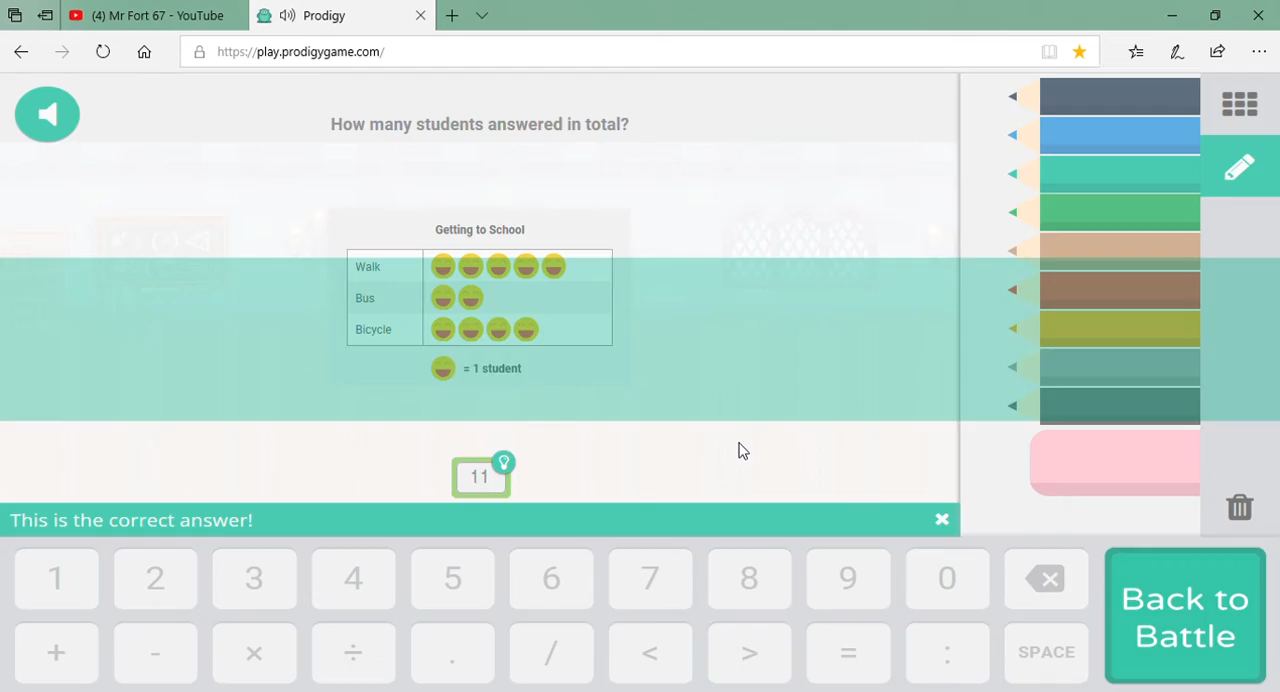 (4) Mr Fort 67 - YouTube
Prodigy
https://play.prodigygame.com/
How many students answered in total?
Getting to School
Walk
Bus
Bicycle
= 1 student
11
This is the correct answer!
1 2 3 4 5 6 7 8 9 0
+ - × ÷ . / < > = : SPACE
Back to
Battle